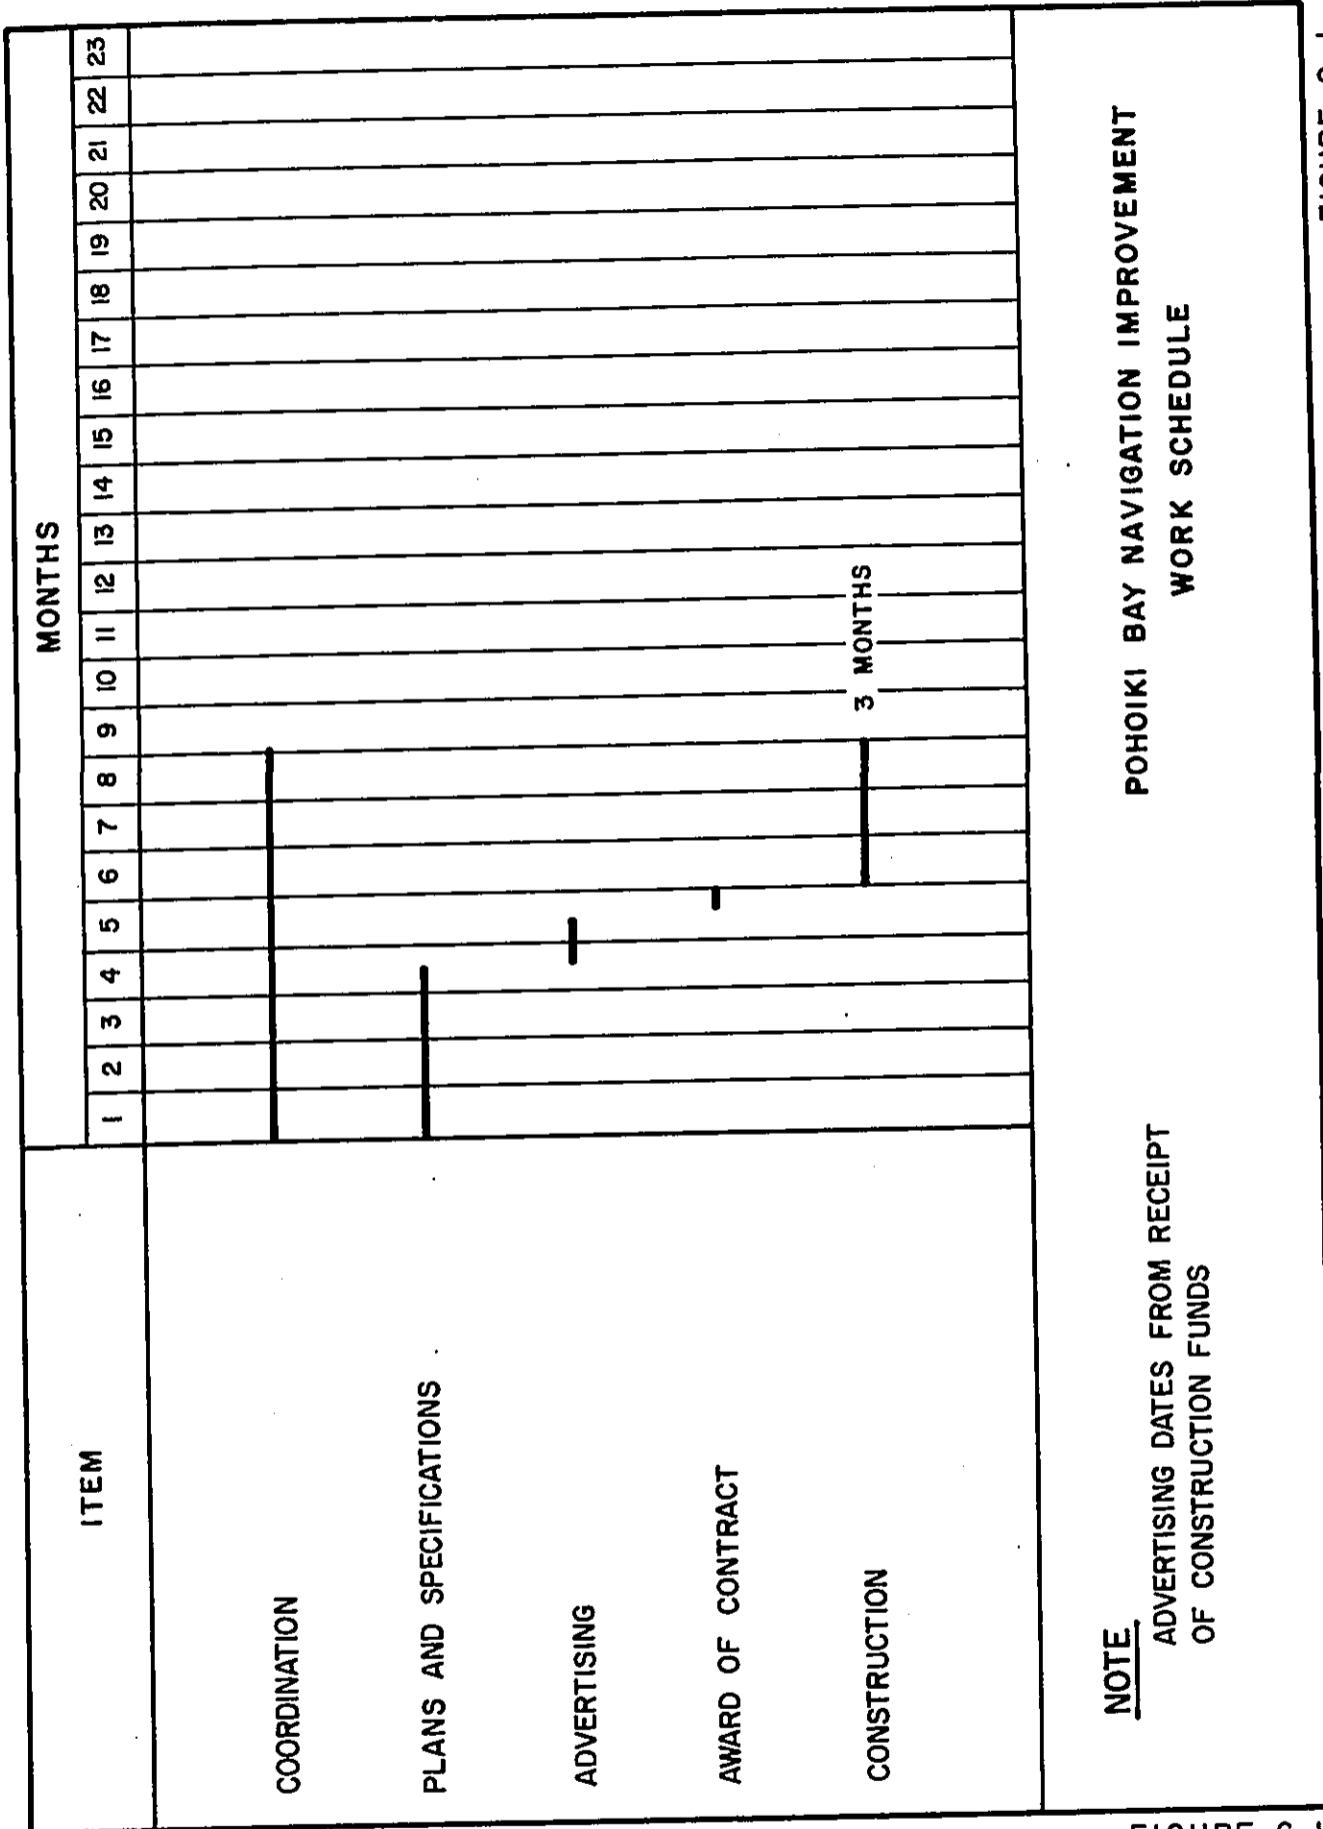 ITEM
MONTHS
1 2 3 4 5 6 7 8 9 10 11 12 13 14 15 16 17 18 19 20 21 22 23
COORDINATION
PLANS AND SPECIFICATIONS
ADVERTISING
AWARD OF CONTRACT
CONSTRUCTION
3 MONTHS
NOTE
ADVERTISING DATES FROM RECEIPT
OF CONSTRUCTION FUNDS
POHOIKI BAY NAVIGATION IMPROVEMENT
WORK SCHEDULE